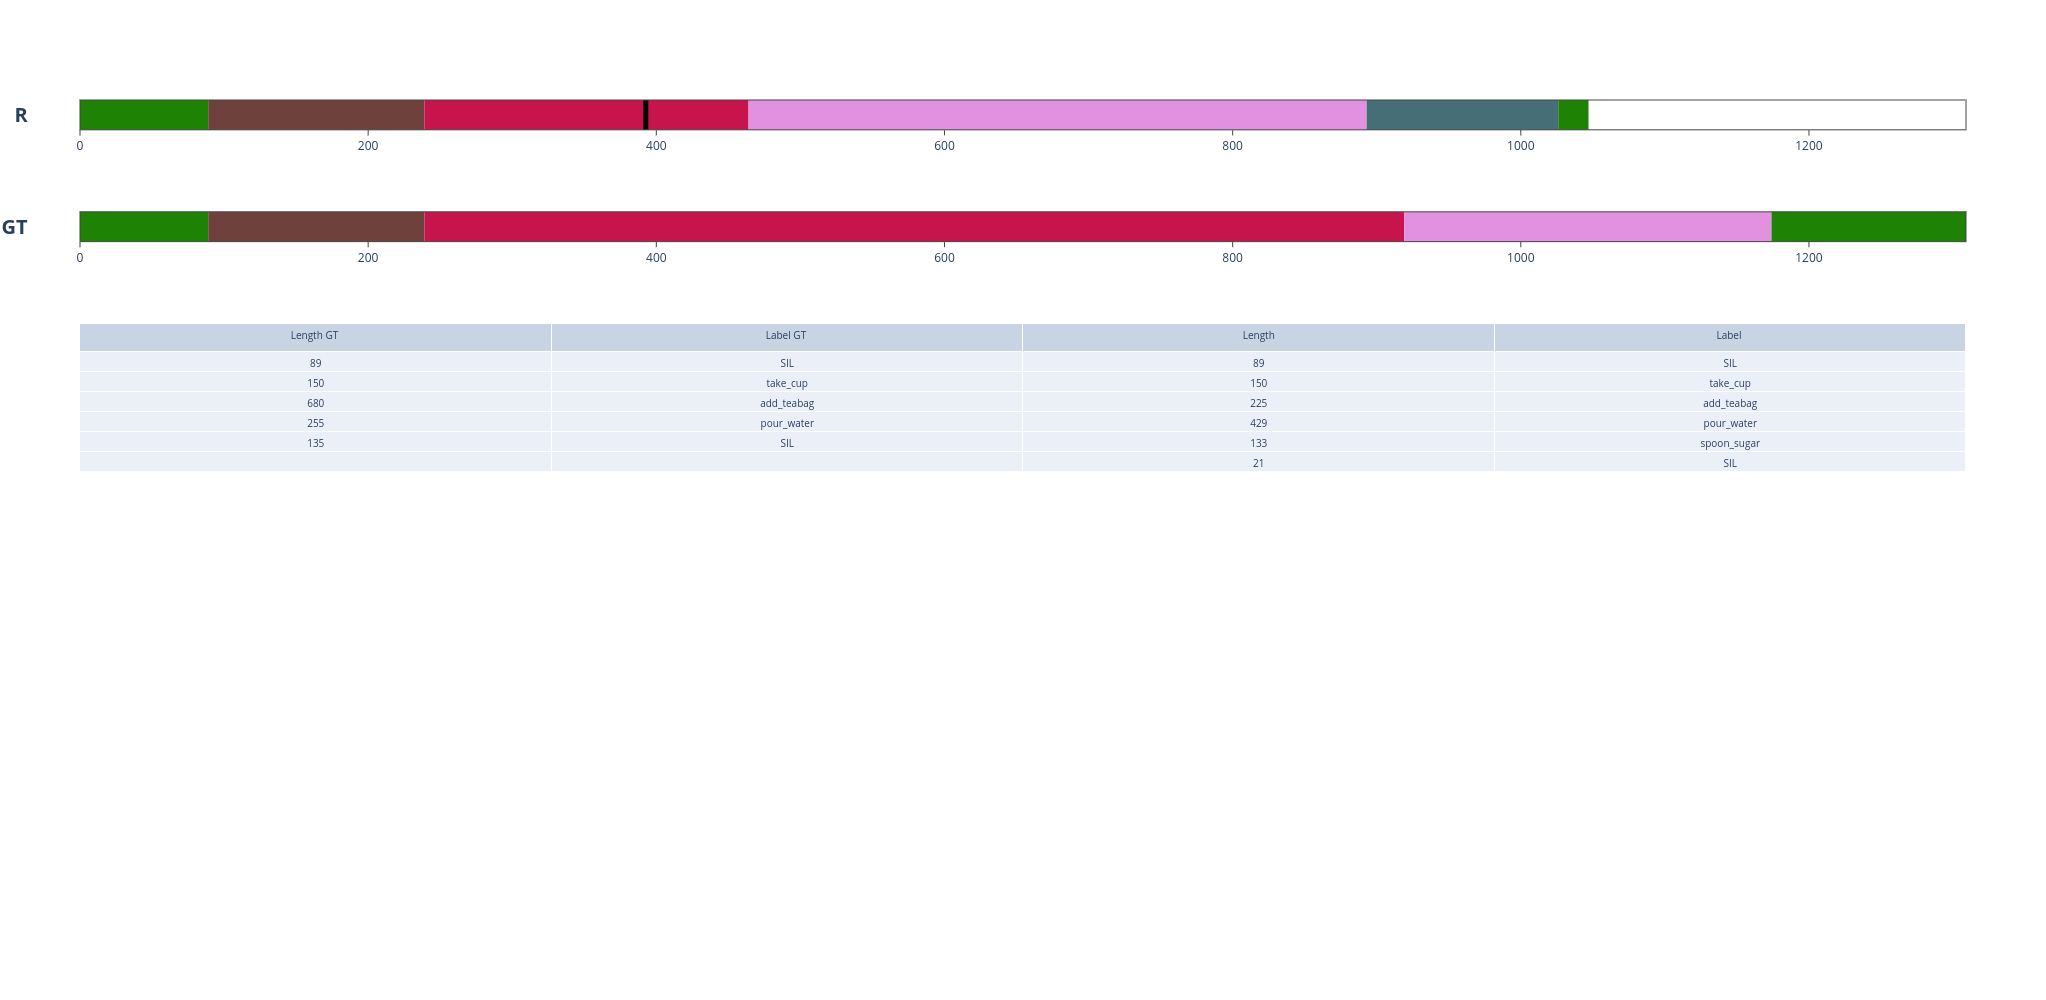 R
0 200 400 600 800 1000 1200
GT
0 200 400 600 800 1000 1200
Length GT Label GT Length Label
89 SIL 89 SIL
150 take_cup 150 take_cup
680 add_teabag 225 add_teabag
255 pour_water 429 pour_water
135 SIL 133 spoon_sugar
21 SIL